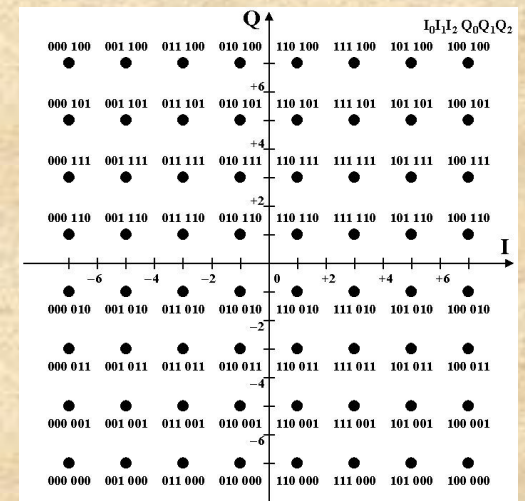 Q
I₀I₁I₂ Q₀Q₁Q₂
000 100 001 100 011 100 010 100 110 100 111 100 101 100 100 100
+6
000 101 001 101 011 101 010 101 110 101 111 101 101 101 100 101
+4
000 111 001 111 011 111 010 111 110 111 111 111 101 111 100 111
+2
000 110 001 110 011 110 010 110 110 110 111 110 101 110 100 110
I
−6 −4 −2 0 +2 +4 +6
000 010 001 010 011 010 010 010 110 010 111 010 101 010 100 010
−2
000 011 001 011 011 011 010 011 110 011 111 011 101 011 100 011
−4
000 001 001 001 011 001 010 001 110 001 111 001 101 001 100 001
−6
000 000 001 000 011 000 010 000 110 000 111 000 101 000 100 000